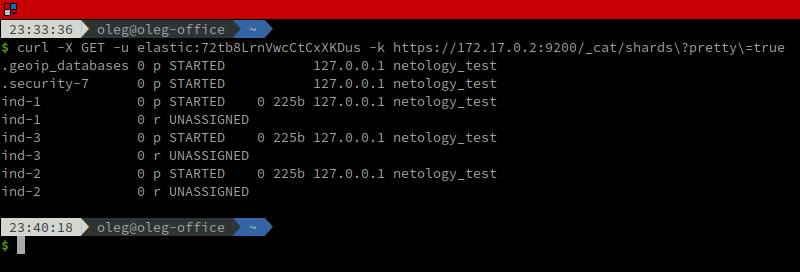 23:33:36 oleg@oleg-office ~
$ curl -X GET -u elastic:72tb8LrnVwcCtCxXKDus -k https://172.17.0.2:9200/_cat/shards\?pretty\=true
.geoip_databases 0 p STARTED 127.0.0.1 netology_test
.security-7 0 p STARTED 127.0.0.1 netology_test
ind-1 0 p STARTED 0 225b 127.0.0.1 netology_test
ind-1 0 r UNASSIGNED
ind-3 0 p STARTED 0 225b 127.0.0.1 netology_test
ind-3 0 r UNASSIGNED
ind-2 0 p STARTED 0 225b 127.0.0.1 netology_test
ind-2 0 r UNASSIGNED
23:40:18 oleg@oleg-office ~
$